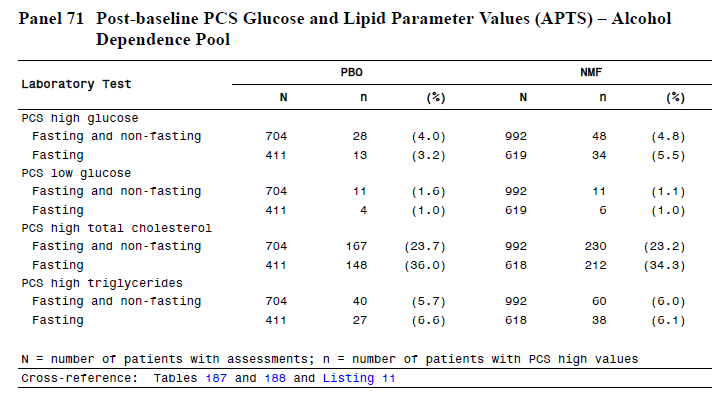 Panel 71 Post-baseline PCS Glucose and Lipid Parameter Values (APTS) – Alcohol
Dependence Pool
PBO NMF
Laboratory Test
N n (%) N n (%)
PCS high glucose
Fasting and non-fasting 704 28 (4.0) 992 48 (4.8)
Fasting 411 13 (3.2) 619 34 (5.5)
PCS low glucose
Fasting and non-fasting 704 11 (1.6) 992 11 (1.1)
Fasting 411 4 (1.0) 619 6 (1.0)
PCS high total cholesterol
Fasting and non-fasting 704 167 (23.7) 992 230 (23.2)
Fasting 411 148 (36.0) 618 212 (34.3)
PCS high triglycerides
Fasting and non-fasting 704 40 (5.7) 992 60 (6.0)
Fasting 411 27 (6.6) 618 38 (6.1)
N = number of patients with assessments; n = number of patients with PCS high values
Cross-reference: Tables 187 and 188 and Listing 11